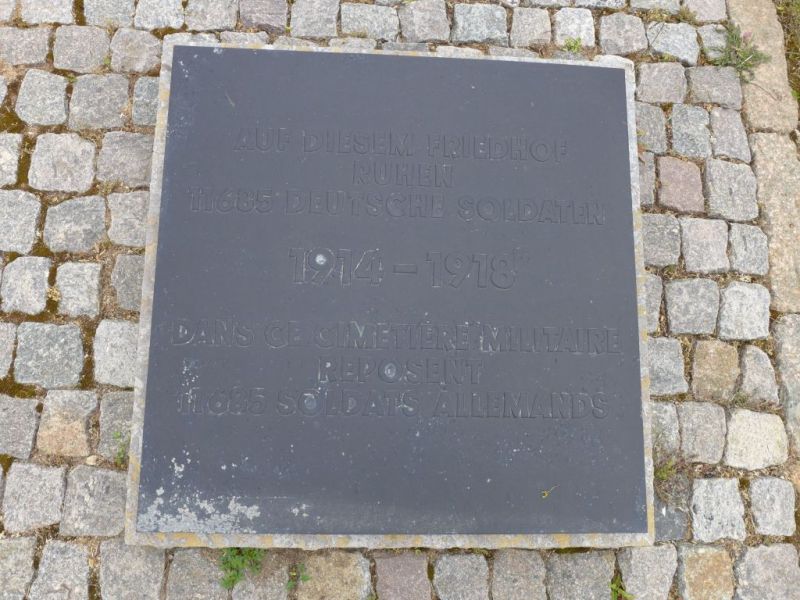 AUF DIESEM FRIEDHOF
RUHEN
11685 DEUTSCHE SOLDATEN
1914 – 1918
DANS CE CIMETIÈRE MILITAIRE
REPOSENT
11685 SOLDATS ALLEMANDS